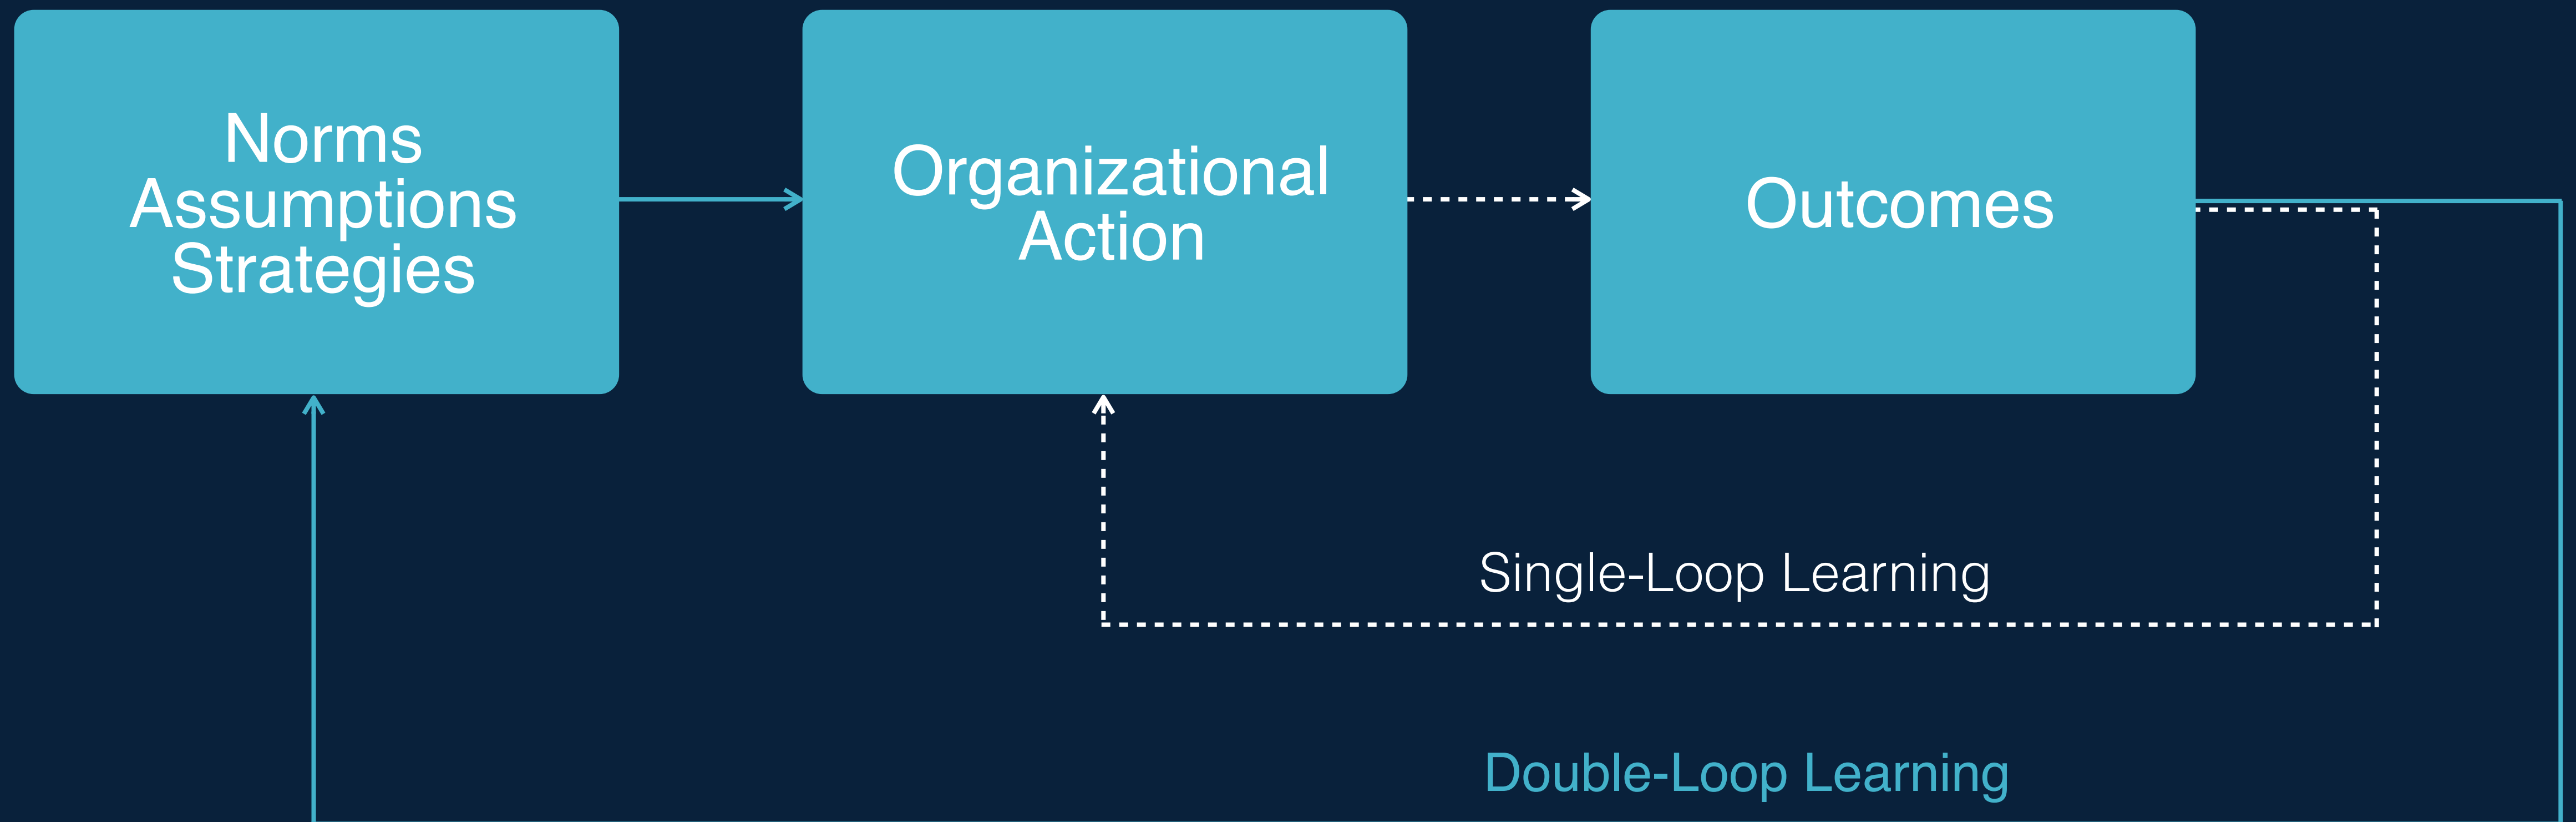 Norms
Assumptions
Strategies
Organizational
Action
Outcomes
Single-Loop Learning
Double-Loop Learning